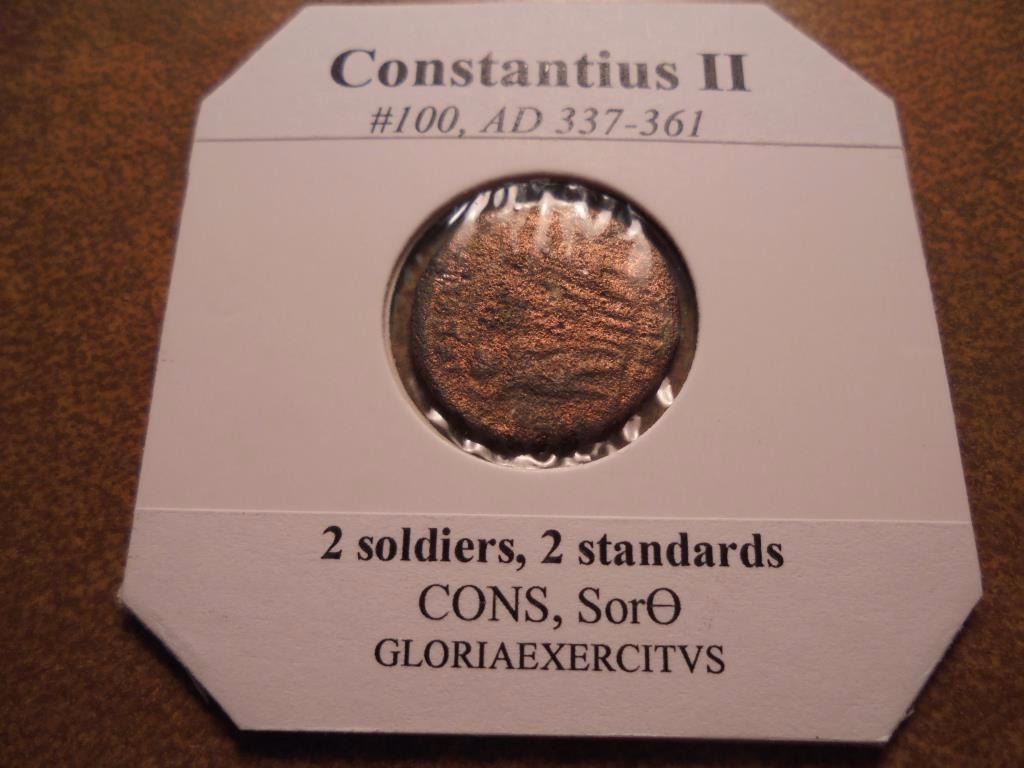 Constantius II
#100, AD 337-361
2 soldiers, 2 standards
CONS, SorΘ
GLORIAEXERCITVS